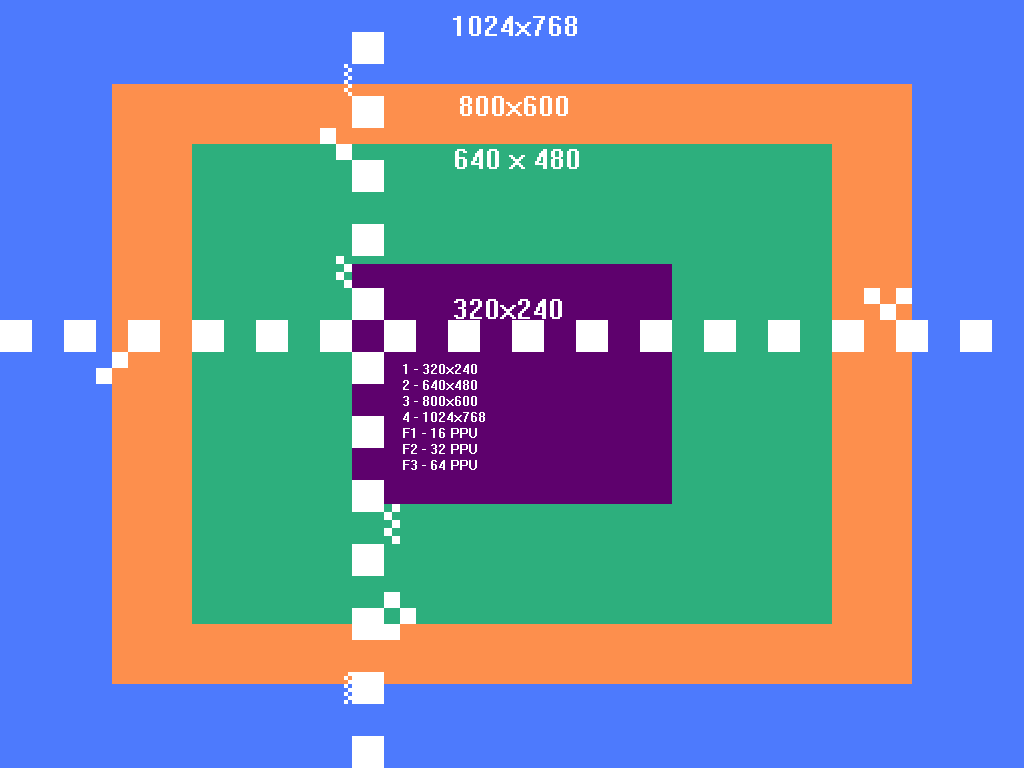 1024x768
800x600
640 x 480
320x240
1 - 320x240
2 - 640x480
3 - 800x600
4 - 1024x768
F1 - 16 PPU
F2 - 32 PPU
F3 - 64 PPU